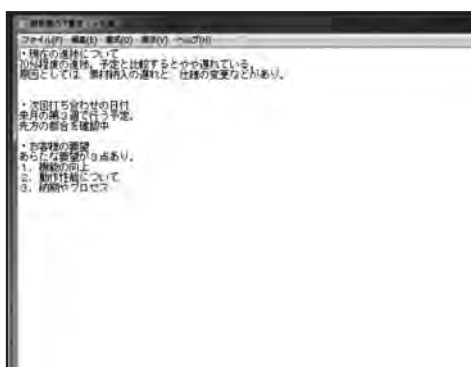 ファイル(F) 編集(E) 書式(O) 表示(V) ヘルプ(H)
・現在の進捗について
70%程度の進捗。予定と比較するとやや遅れている。
原因としては、素材納入の遅れと、仕様の変更などがあり。
・次回打ち合わせの日付
来月の第3週で行う予定。
先方の都合を確認中
・お客様の要望
あらたな要望が3点あり。
1. 機能の向上
2. 動作性能について
3. 納期やプロセス